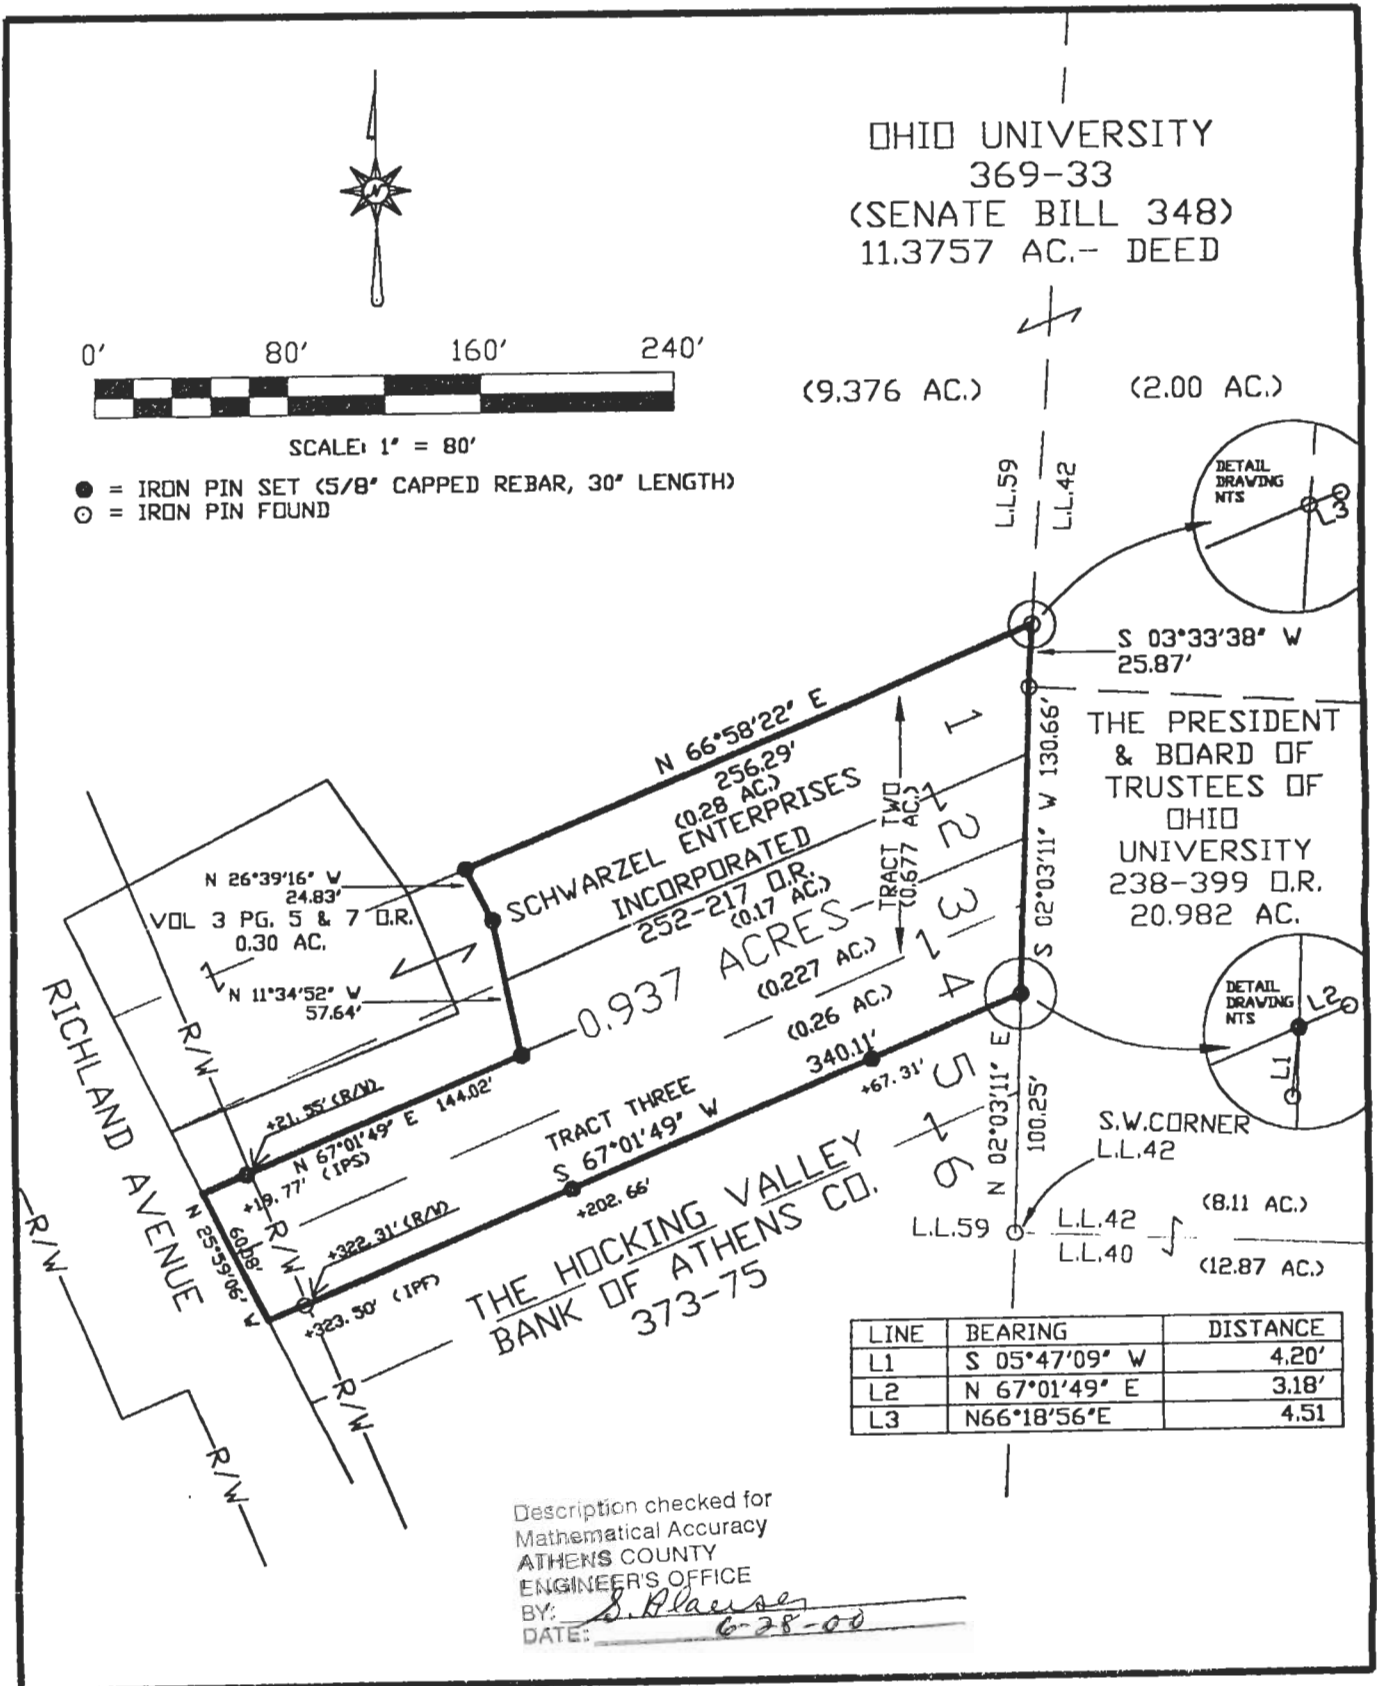 OHIO UNIVERSITY
369-33
(SENATE BILL 348)
11.3757 AC.- DEED
N
0' 80' 160' 240'
SCALE: 1" = 80'
= IRON PIN SET (5/8" CAPPED REBAR, 30" LENGTH)
= IRON PIN FOUND
(9.376 AC.)
(2.00 AC.)
L.L.59
L.L.42
DETAIL
DRAWING
NTS
L3
S 03°33'38" W
25.87'
N 66°58'22" E
256.29'
(0.28 AC.)
SCHWARZEL ENTERPRISES
INCORPORATED
252-217 O.R.
(0.17 AC.)
TRACT TWO
(0.677 AC.)
1
2
3
4
5
6
S 02°03'11" W 130.66'
THE PRESIDENT
& BOARD OF
TRUSTEES OF
OHIO
UNIVERSITY
238-399 O.R.
20.982 AC.
N 26°39'16" W
24.83'
VOL 3 PG. 5 & 7 O.R.
0.30 AC.
N 11°34'52" W
57.64'
0.937 ACRES
(0.227 AC.)
(0.26 AC.)
340.11'
+67.31'
DETAIL
DRAWING
NTS
L2
L1
RICHLAND AVENUE
R/W
+21.55' (R/W)
N 67°01'49" E 144.02'
+19.77' (IPS)
TRACT THREE
S 67°01'49" W
+202.66'
N 02°03'11" E
100.25'
S.W.CORNER
L.L.42
N 25°59'06" W
60.08'
R/W
+322.31' (R/W)
+323.50' (IPF)
THE HOCKING VALLEY
BANK OF ATHENS CO.
373-75
L.L.59
L.L.42
L.L.40
(8.11 AC.)
(12.87 AC.)
R/W
R/W
R/W
LINE BEARING DISTANCE
L1 S 05°47'09" W 4.20'
L2 N 67°01'49" E 3.18'
L3 N66°18'56"E 4.51
Description checked for
Mathematical Accuracy
ATHENS COUNTY
ENGINEER'S OFFICE
BY: S.
DATE: 6-28-00